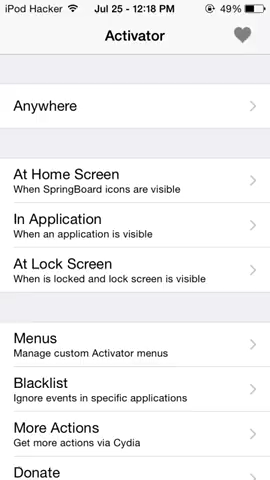 iPod Hacker Jul 25 - 12:18 PM 49%
Activator
Anywhere
At Home Screen
When SpringBoard icons are visible
In Application
When an application is visible
At Lock Screen
When is locked and lock screen is visible
Menus
Manage custom Activator menus
Blacklist
Ignore events in specific applications
More Actions
Get more actions via Cydia
Donate